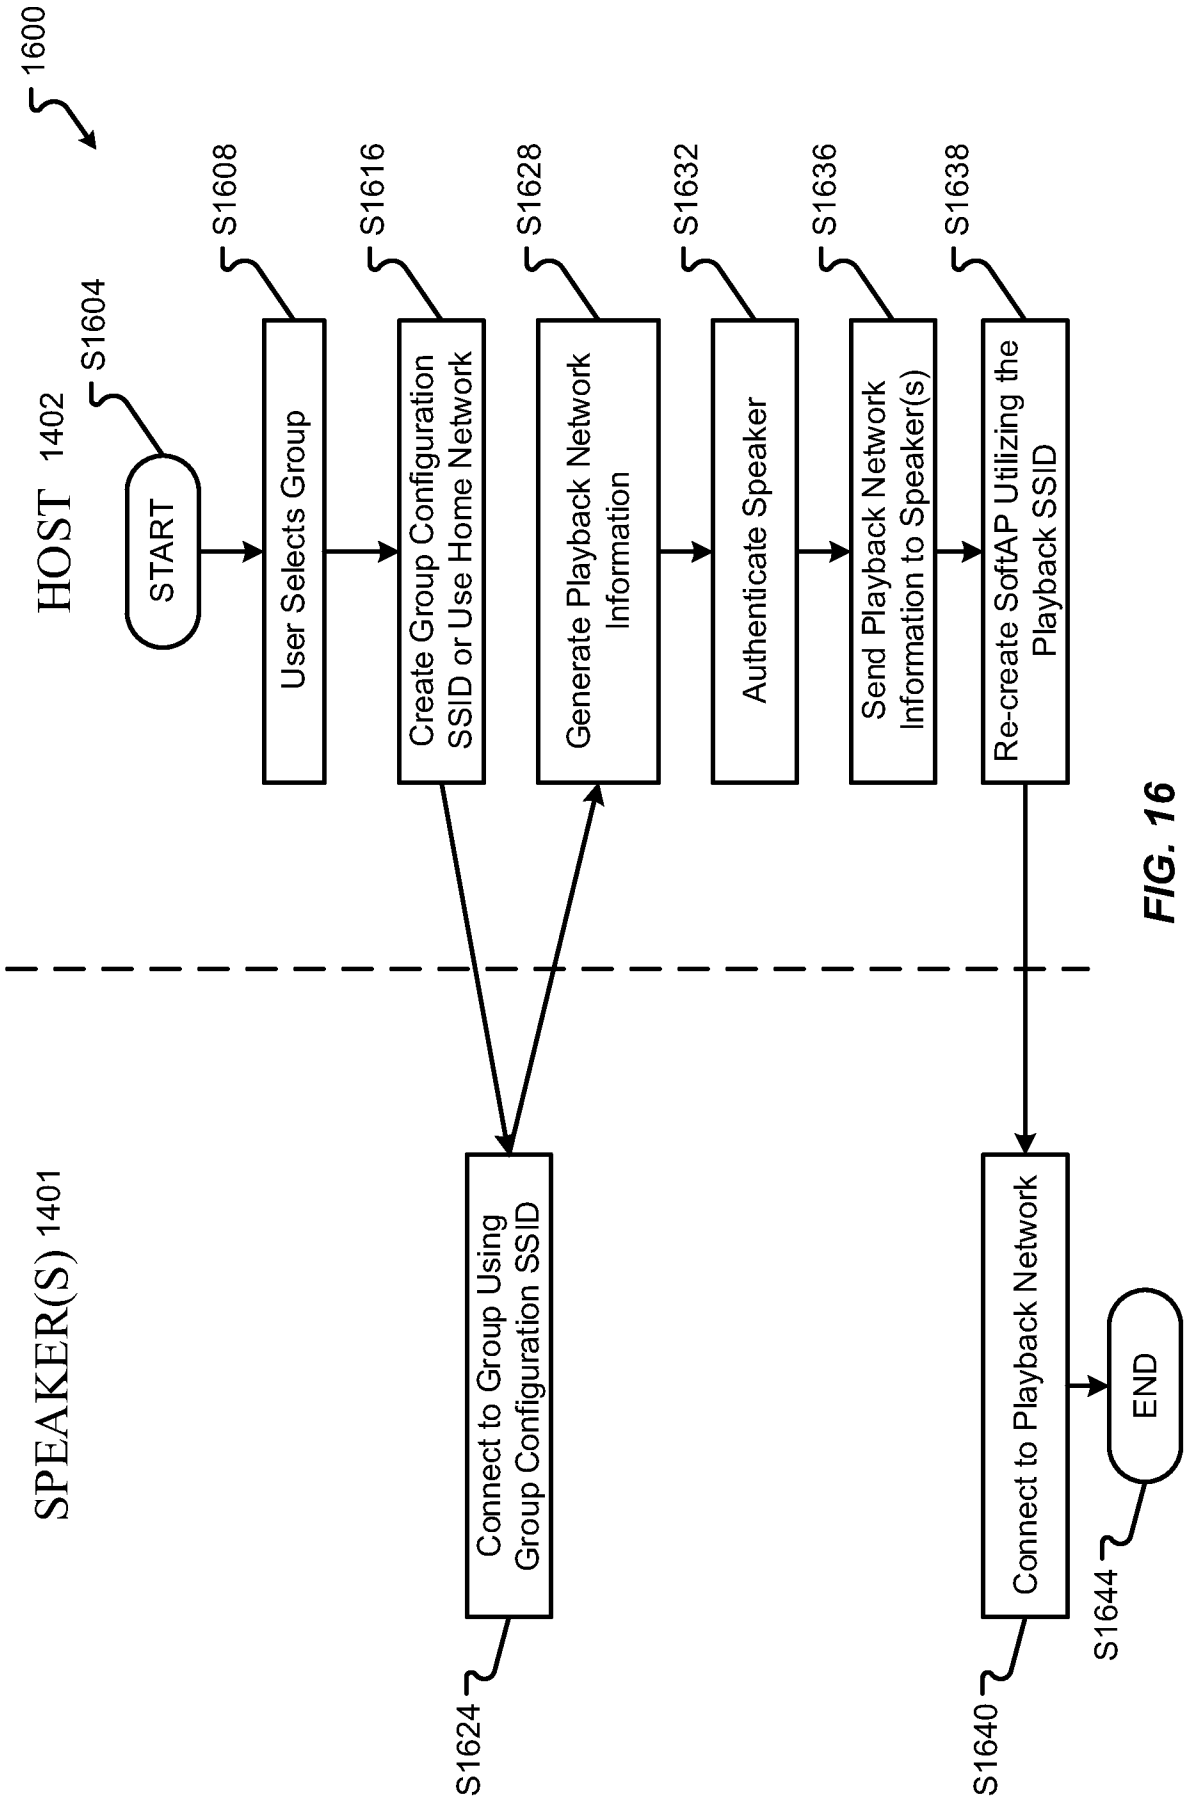 1600
SPEAKER(S) 1401
HOST 1402
S1604
START
S1608
User Selects Group
S1616
Create Group Configuration
SSID or Use Home Network
S1624
Connect to Group Using
Group Configuration SSID
S1628
Generate Playback Network
Information
S1632
Authenticate Speaker
S1636
Send Playback Network
Information to Speaker(s)
S1638
Re-create SoftAP Utilizing the
Playback SSID
S1640
Connect to Playback Network
S1644
END
FIG. 16